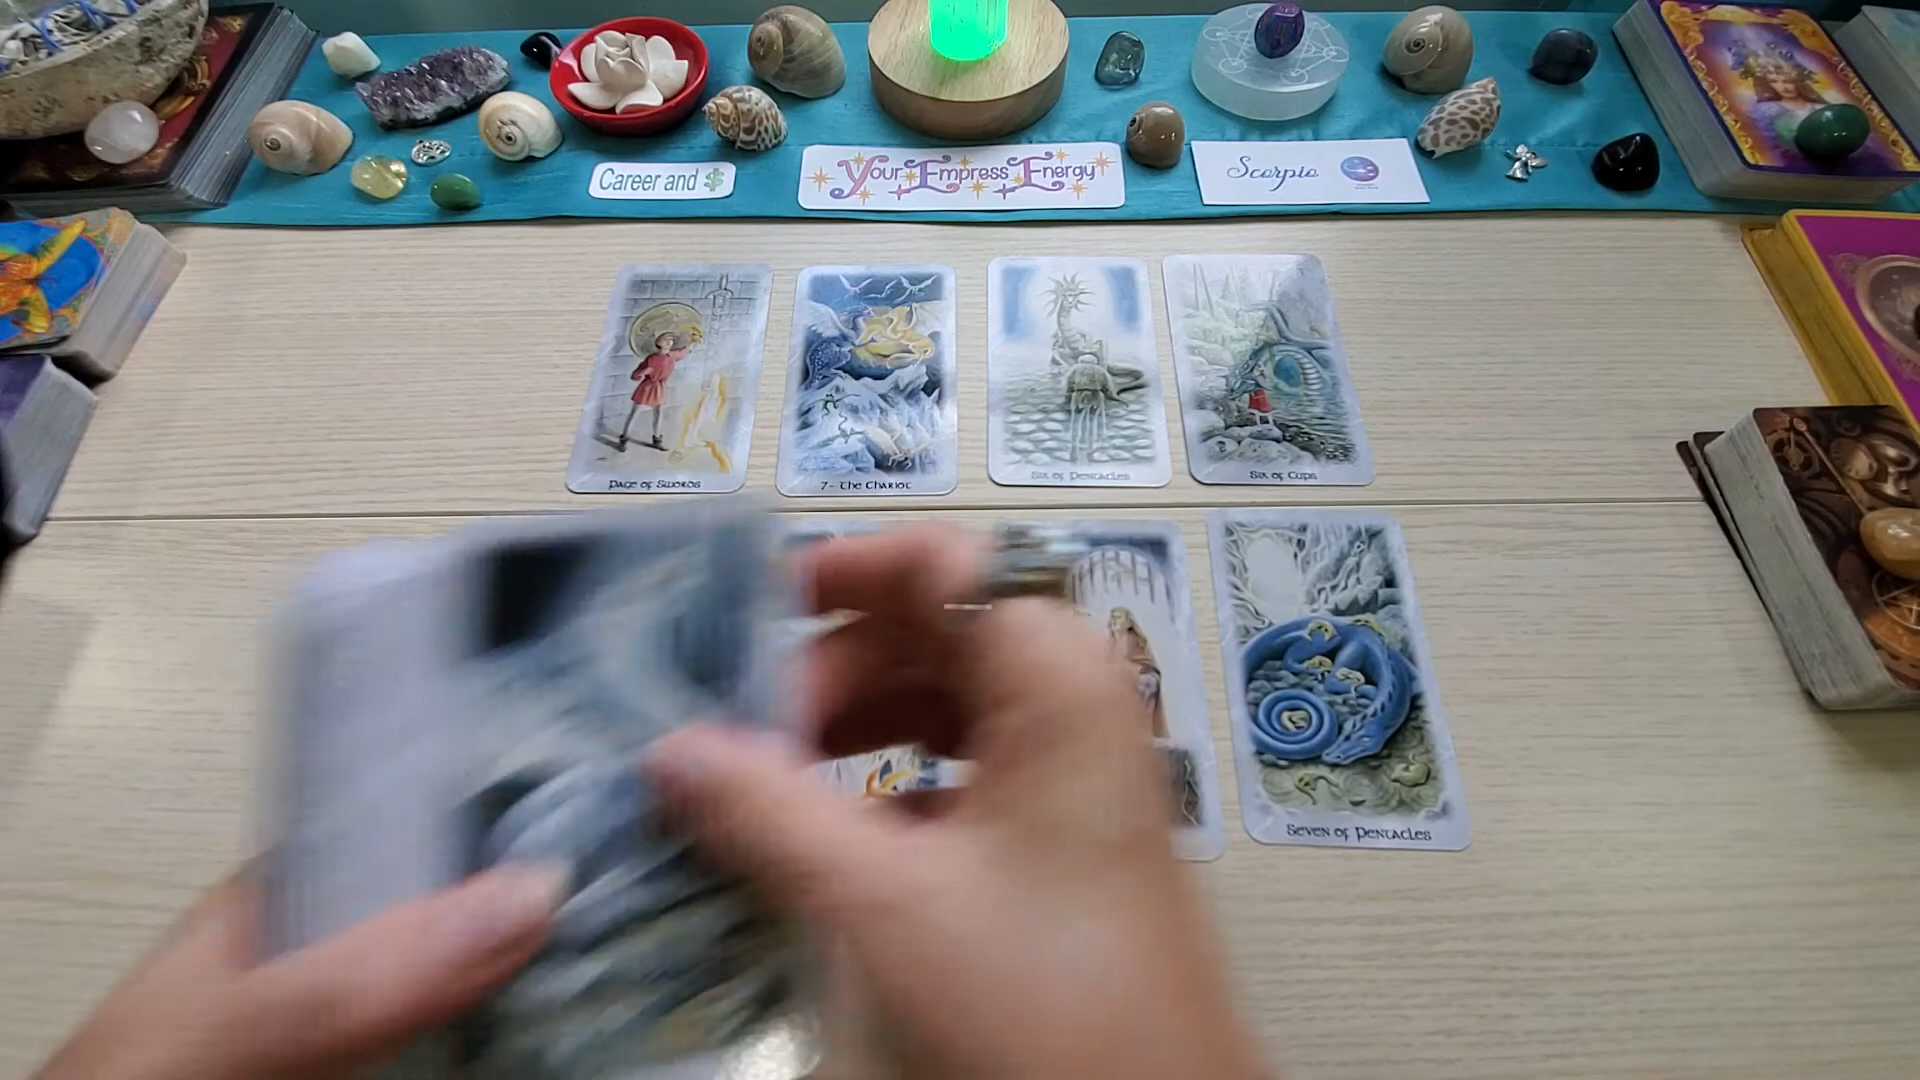 Career and $
Your Empress Energy
Scorpio
Page of Swords
7- The Chariot
Six of Pentacles
Six of Cups
Seven of Pentacles